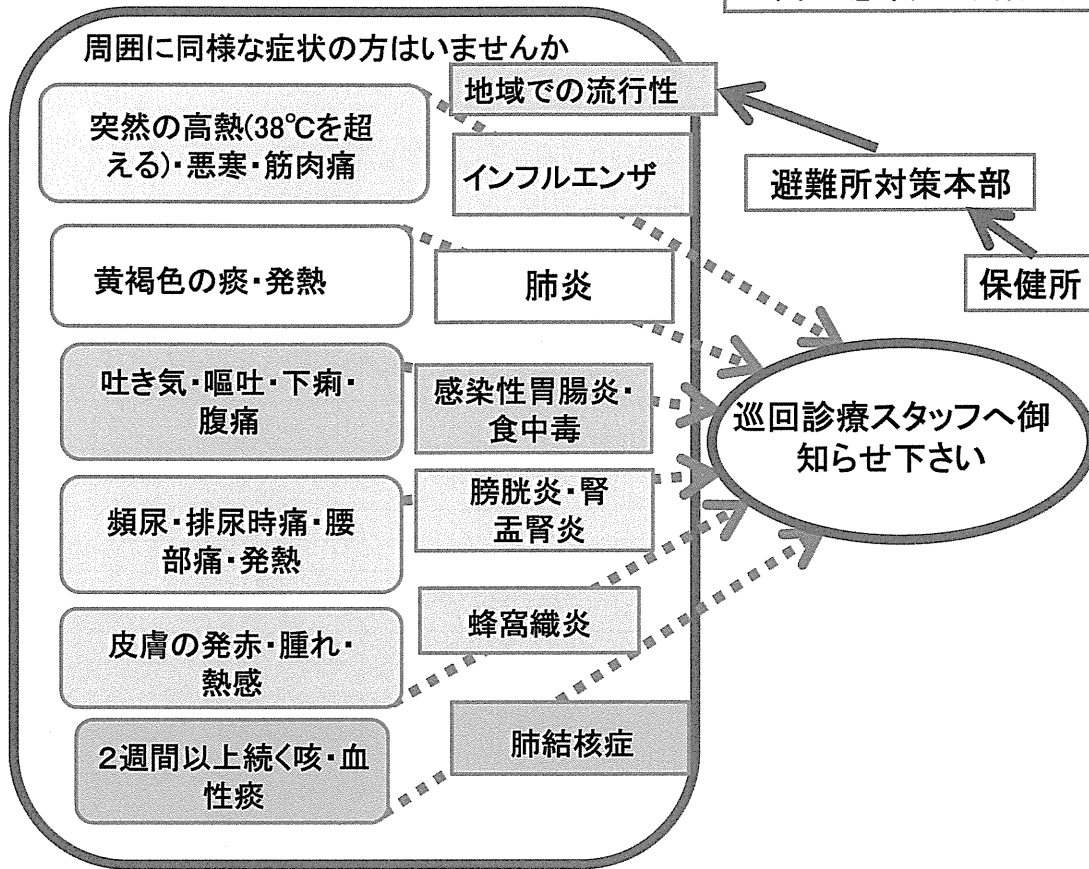 周囲に同様な症状の方はいませんか
地域での流行性
突然の高熱(38℃を超
える)・悪寒・筋肉痛
インフルエンザ
避難所対策本部
保健所
黄褐色の痰・発熱
肺炎
吐き気・嘔吐・下痢・
腹痛
感染性胃腸炎・
食中毒
巡回診療スタッフへ御
知らせ下さい
頻尿・排尿時痛・腰
部痛・発熱
膀胱炎・腎
盂腎炎
皮膚の発赤・腫れ・
熱感
蜂窩織炎
2週間以上続く咳・血
性痰
肺結核症